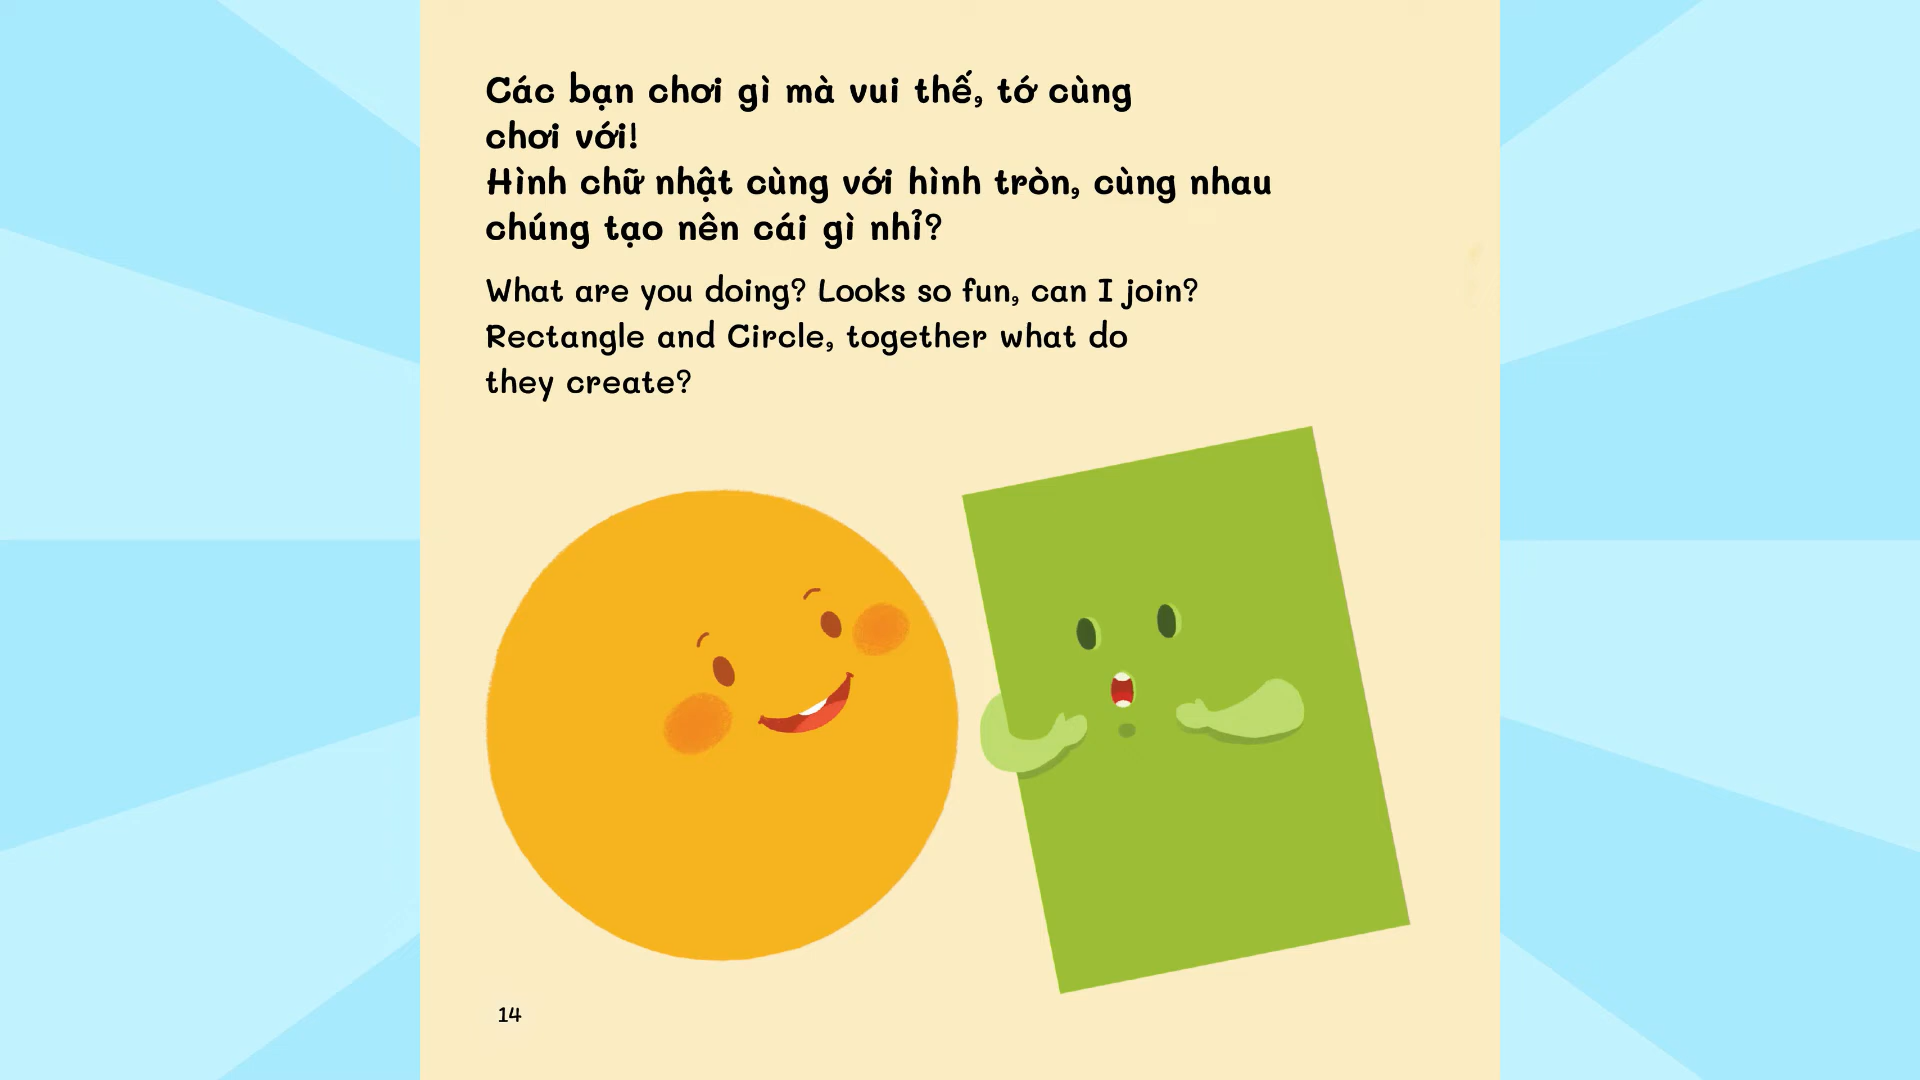 Các bạn chơi gì mà vui thế, tớ cùng
chơi với!
Hình chữ nhật cùng với hình tròn, cùng nhau
chúng tạo nên cái gì nhỉ?
What are you doing? Looks so fun, can I join?
Rectangle and Circle, together what do
they create?
14